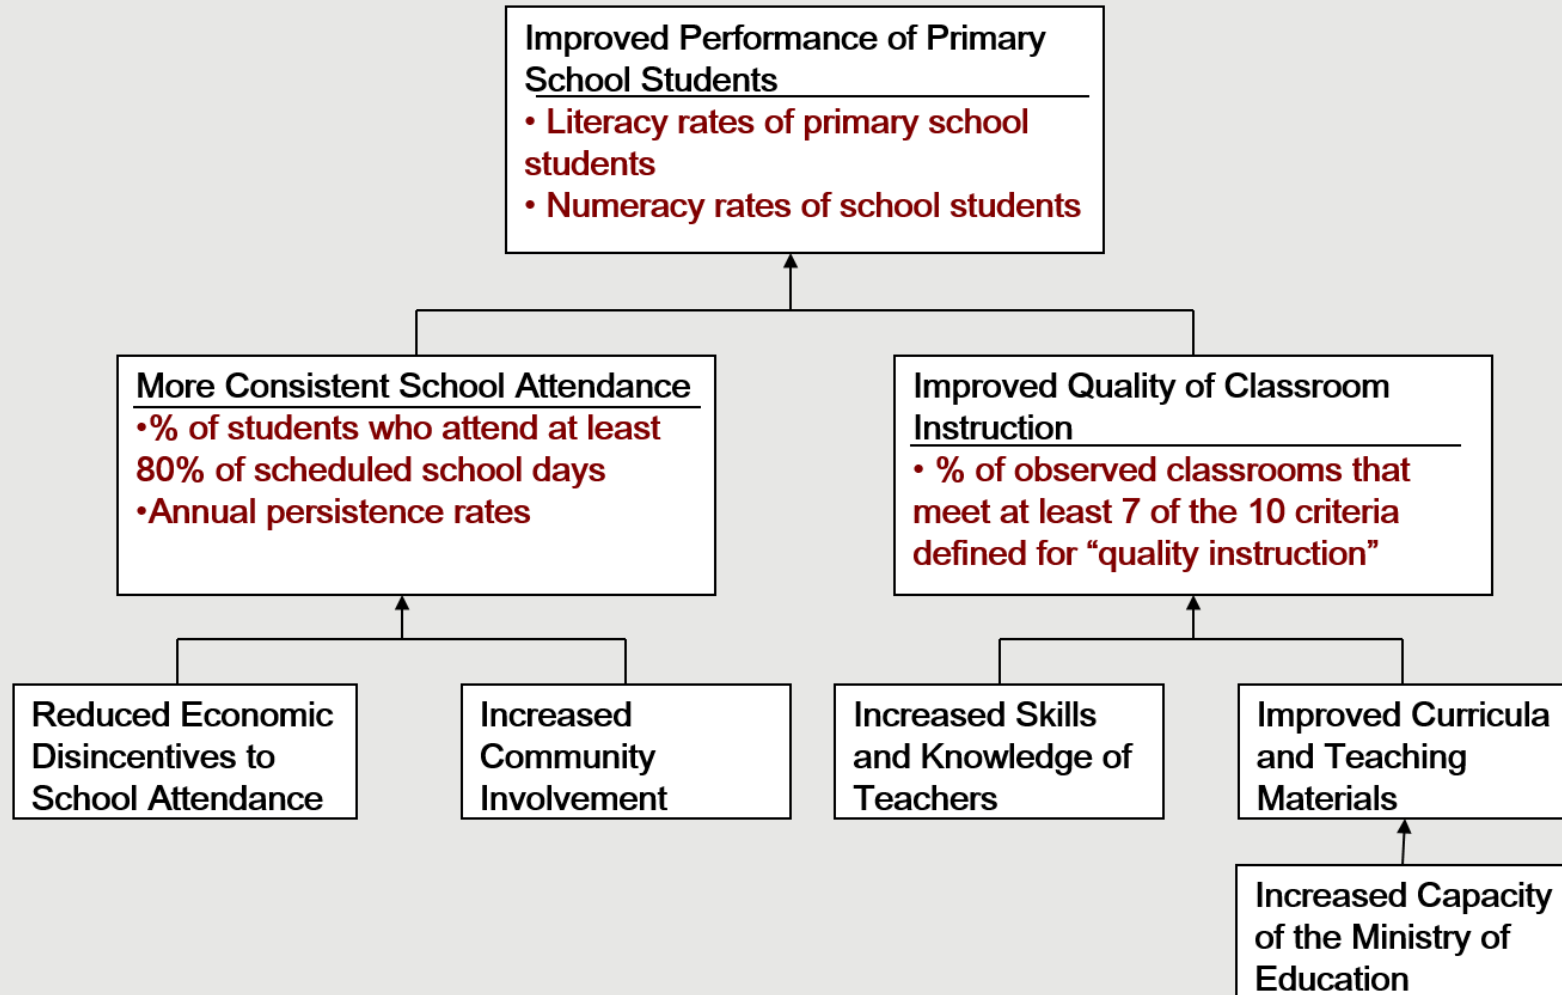 Improved Performance of Primary
School Students
• Literacy rates of primary school
students
• Numeracy rates of school students
More Consistent School Attendance
•% of students who attend at least
80% of scheduled school days
•Annual persistence rates
Improved Quality of Classroom
Instruction
• % of observed classrooms that
meet at least 7 of the 10 criteria
defined for “quality instruction”
Reduced Economic
Disincentives to
School Attendance
Increased
Community
Involvement
Increased Skills
and Knowledge of
Teachers
Improved Curricula
and Teaching
Materials
Increased Capacity
of the Ministry of
Education